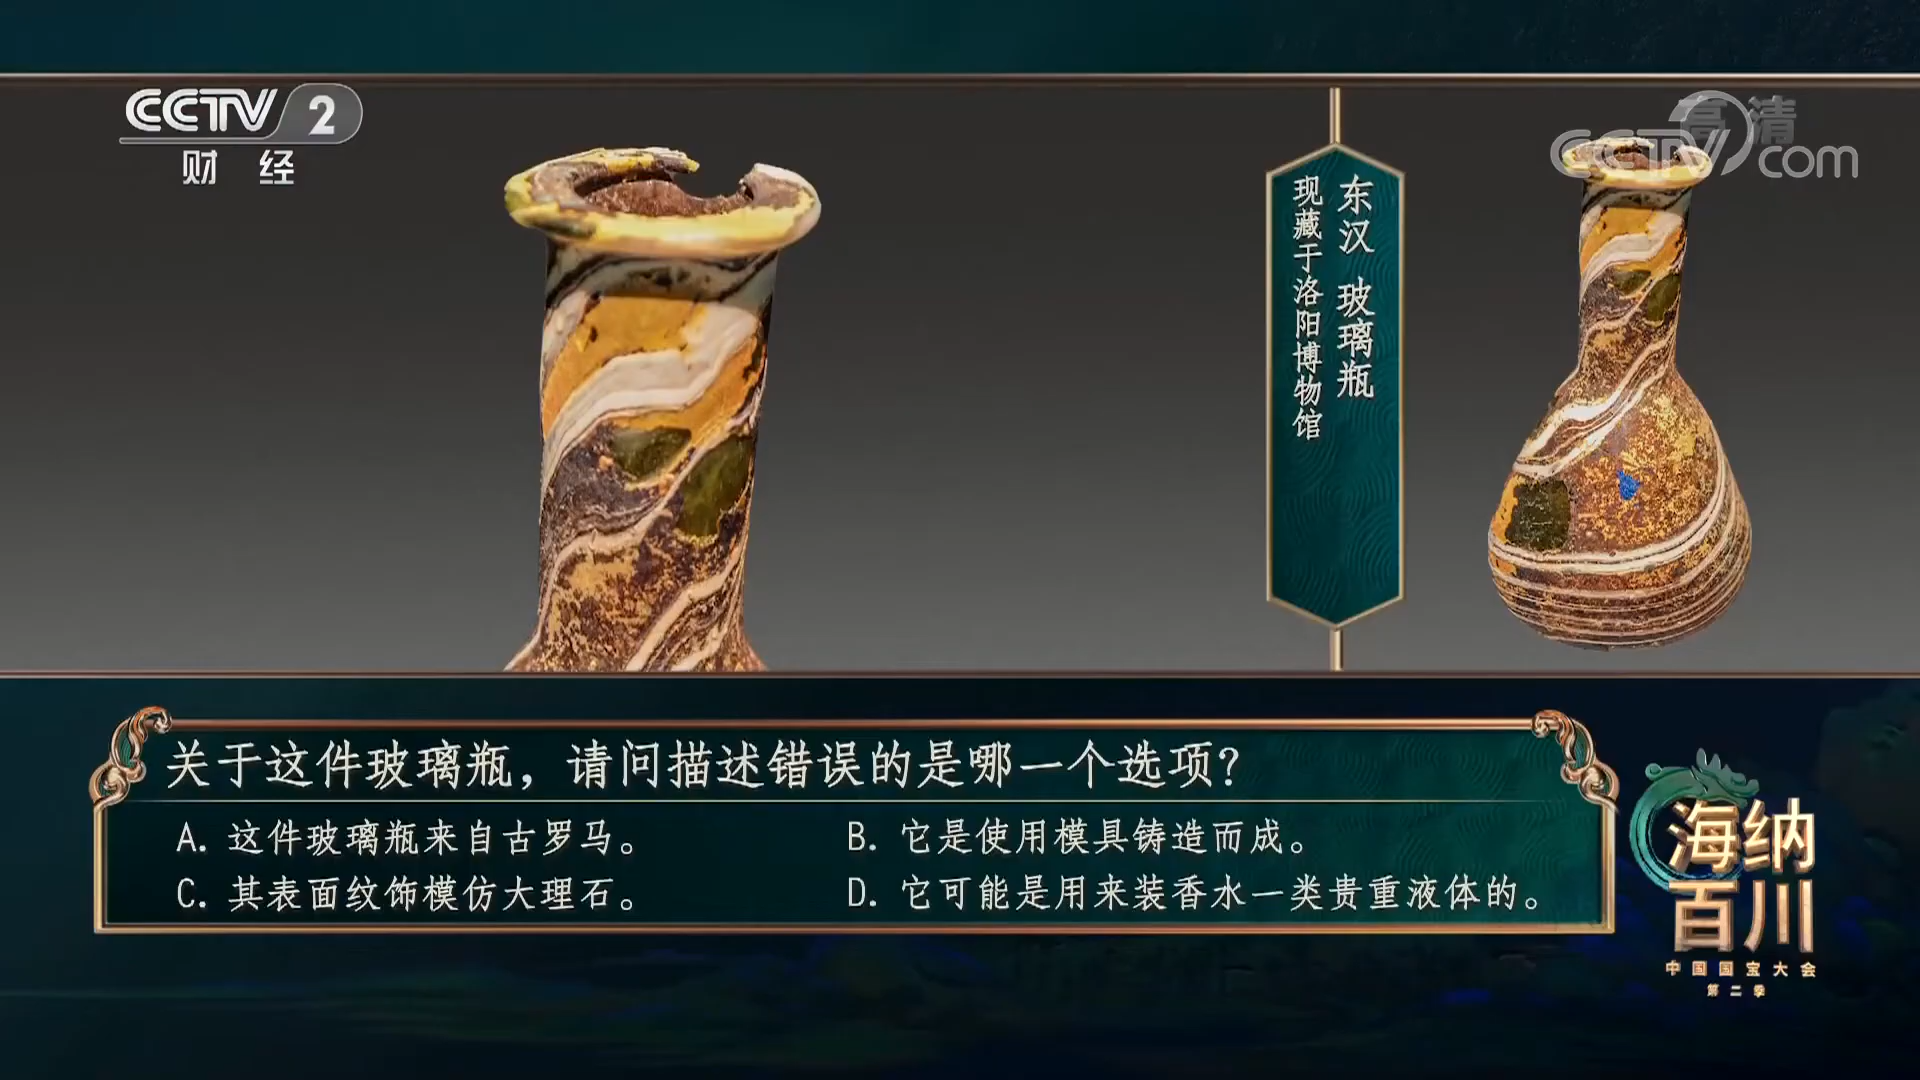 CCTV 2
财 经
高清
CCTV com
东汉 玻璃瓶
现藏于洛阳博物馆
关于这件玻璃瓶，请问描述错误的是哪一个选项？
A. 这件玻璃瓶来自古罗马。
B. 它是使用模具铸造而成。
C. 其表面纹饰模仿大理石。
D. 它可能是用来装香水一类贵重液体的。
海纳
百川
中国国宝大会
第二季